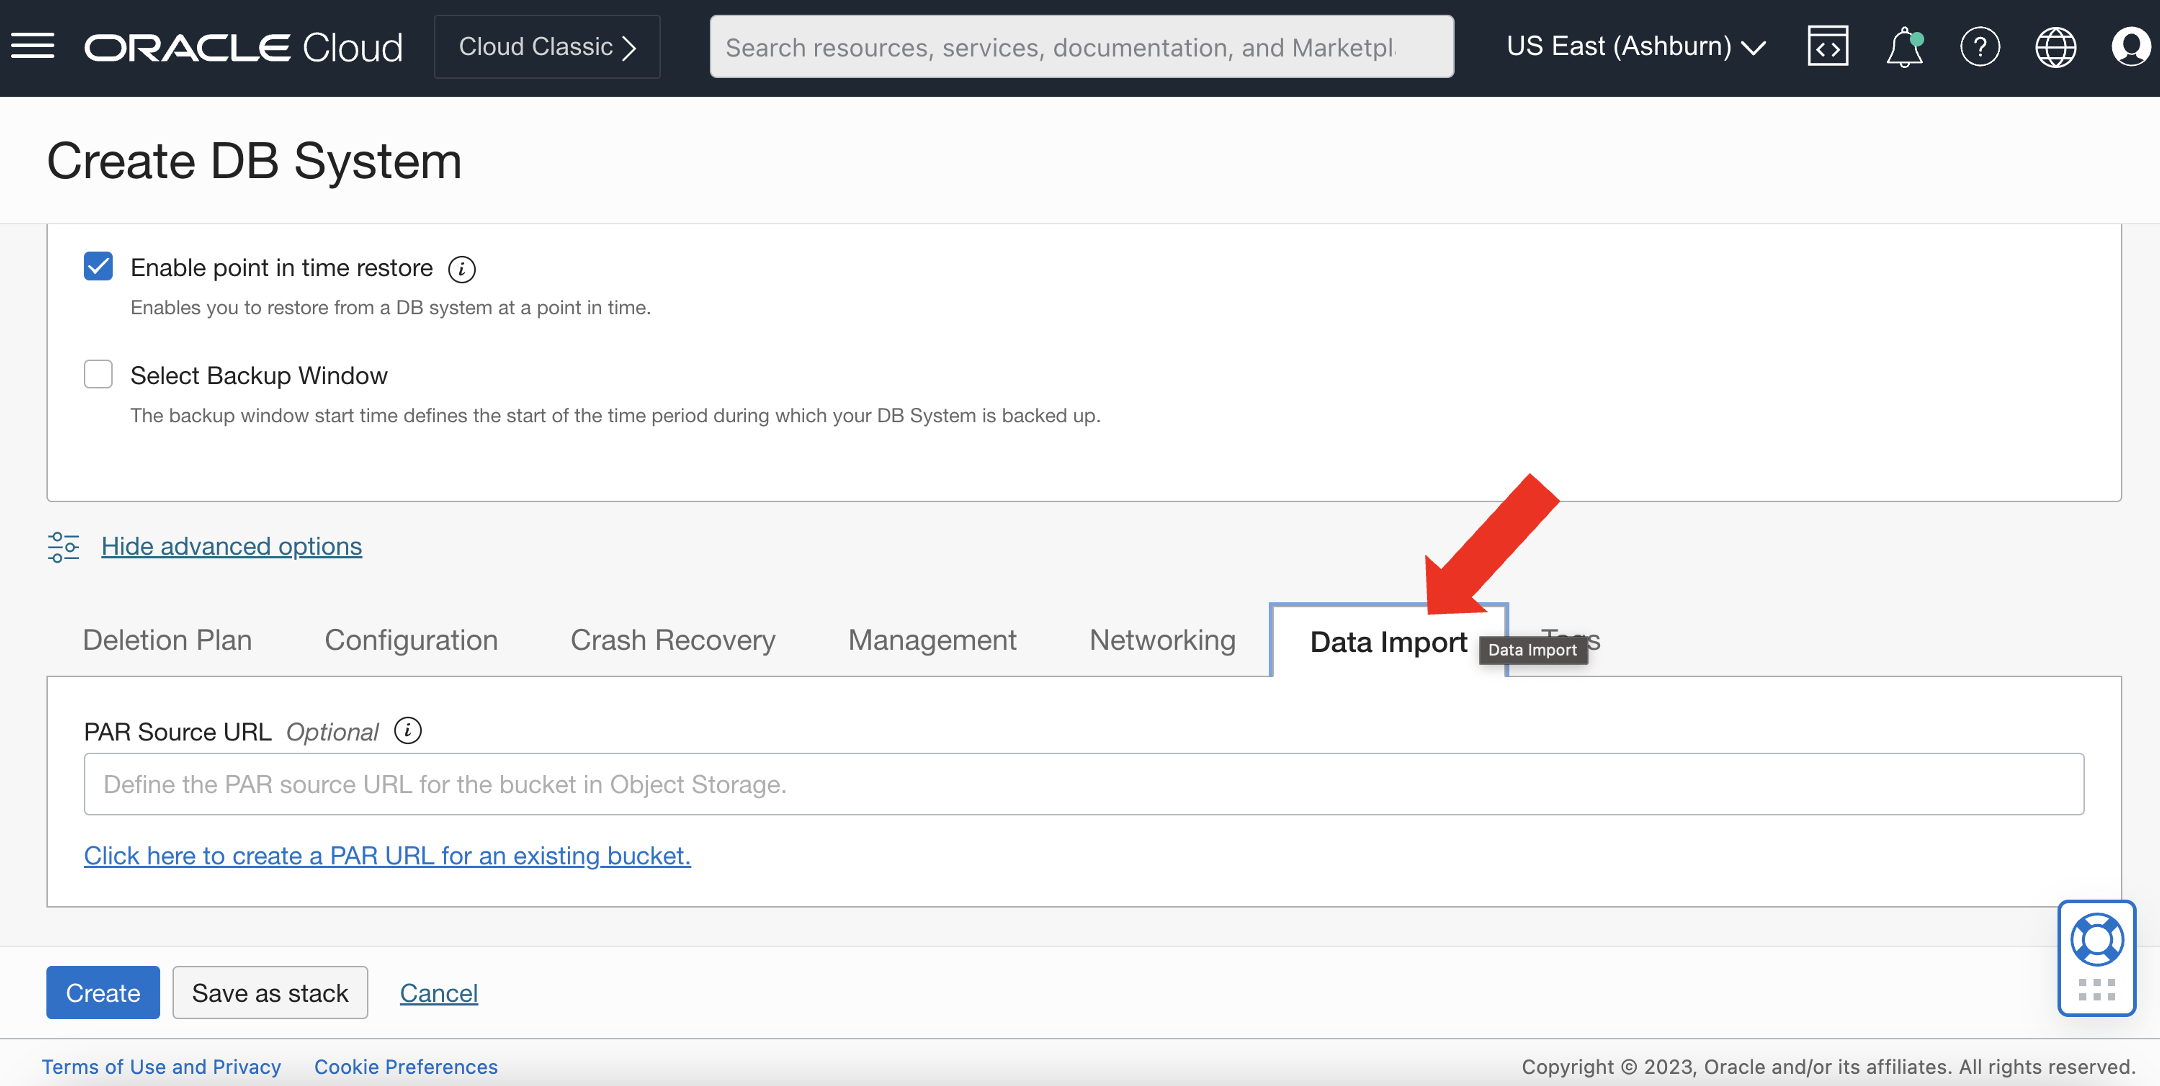 ORACLE Cloud
Cloud Classic
Search resources, services, documentation, and Marketpl
US East (Ashburn)
Create DB System
Enable point in time restore
Enables you to restore from a DB system at a point in time.
Select Backup Window
The backup window start time defines the start of the time period during which your DB System is backed up.
Hide advanced options
Deletion Plan Configuration Crash Recovery Management Networking Data Import
Data Import
PAR Source URL Optional
Define the PAR source URL for the bucket in Object Storage.
Click here to create a PAR URL for an existing bucket.
Create Save as stack Cancel
Terms of Use and Privacy Cookie Preferences
Copyright © 2023, Oracle and/or its affiliates. All rights reserved.